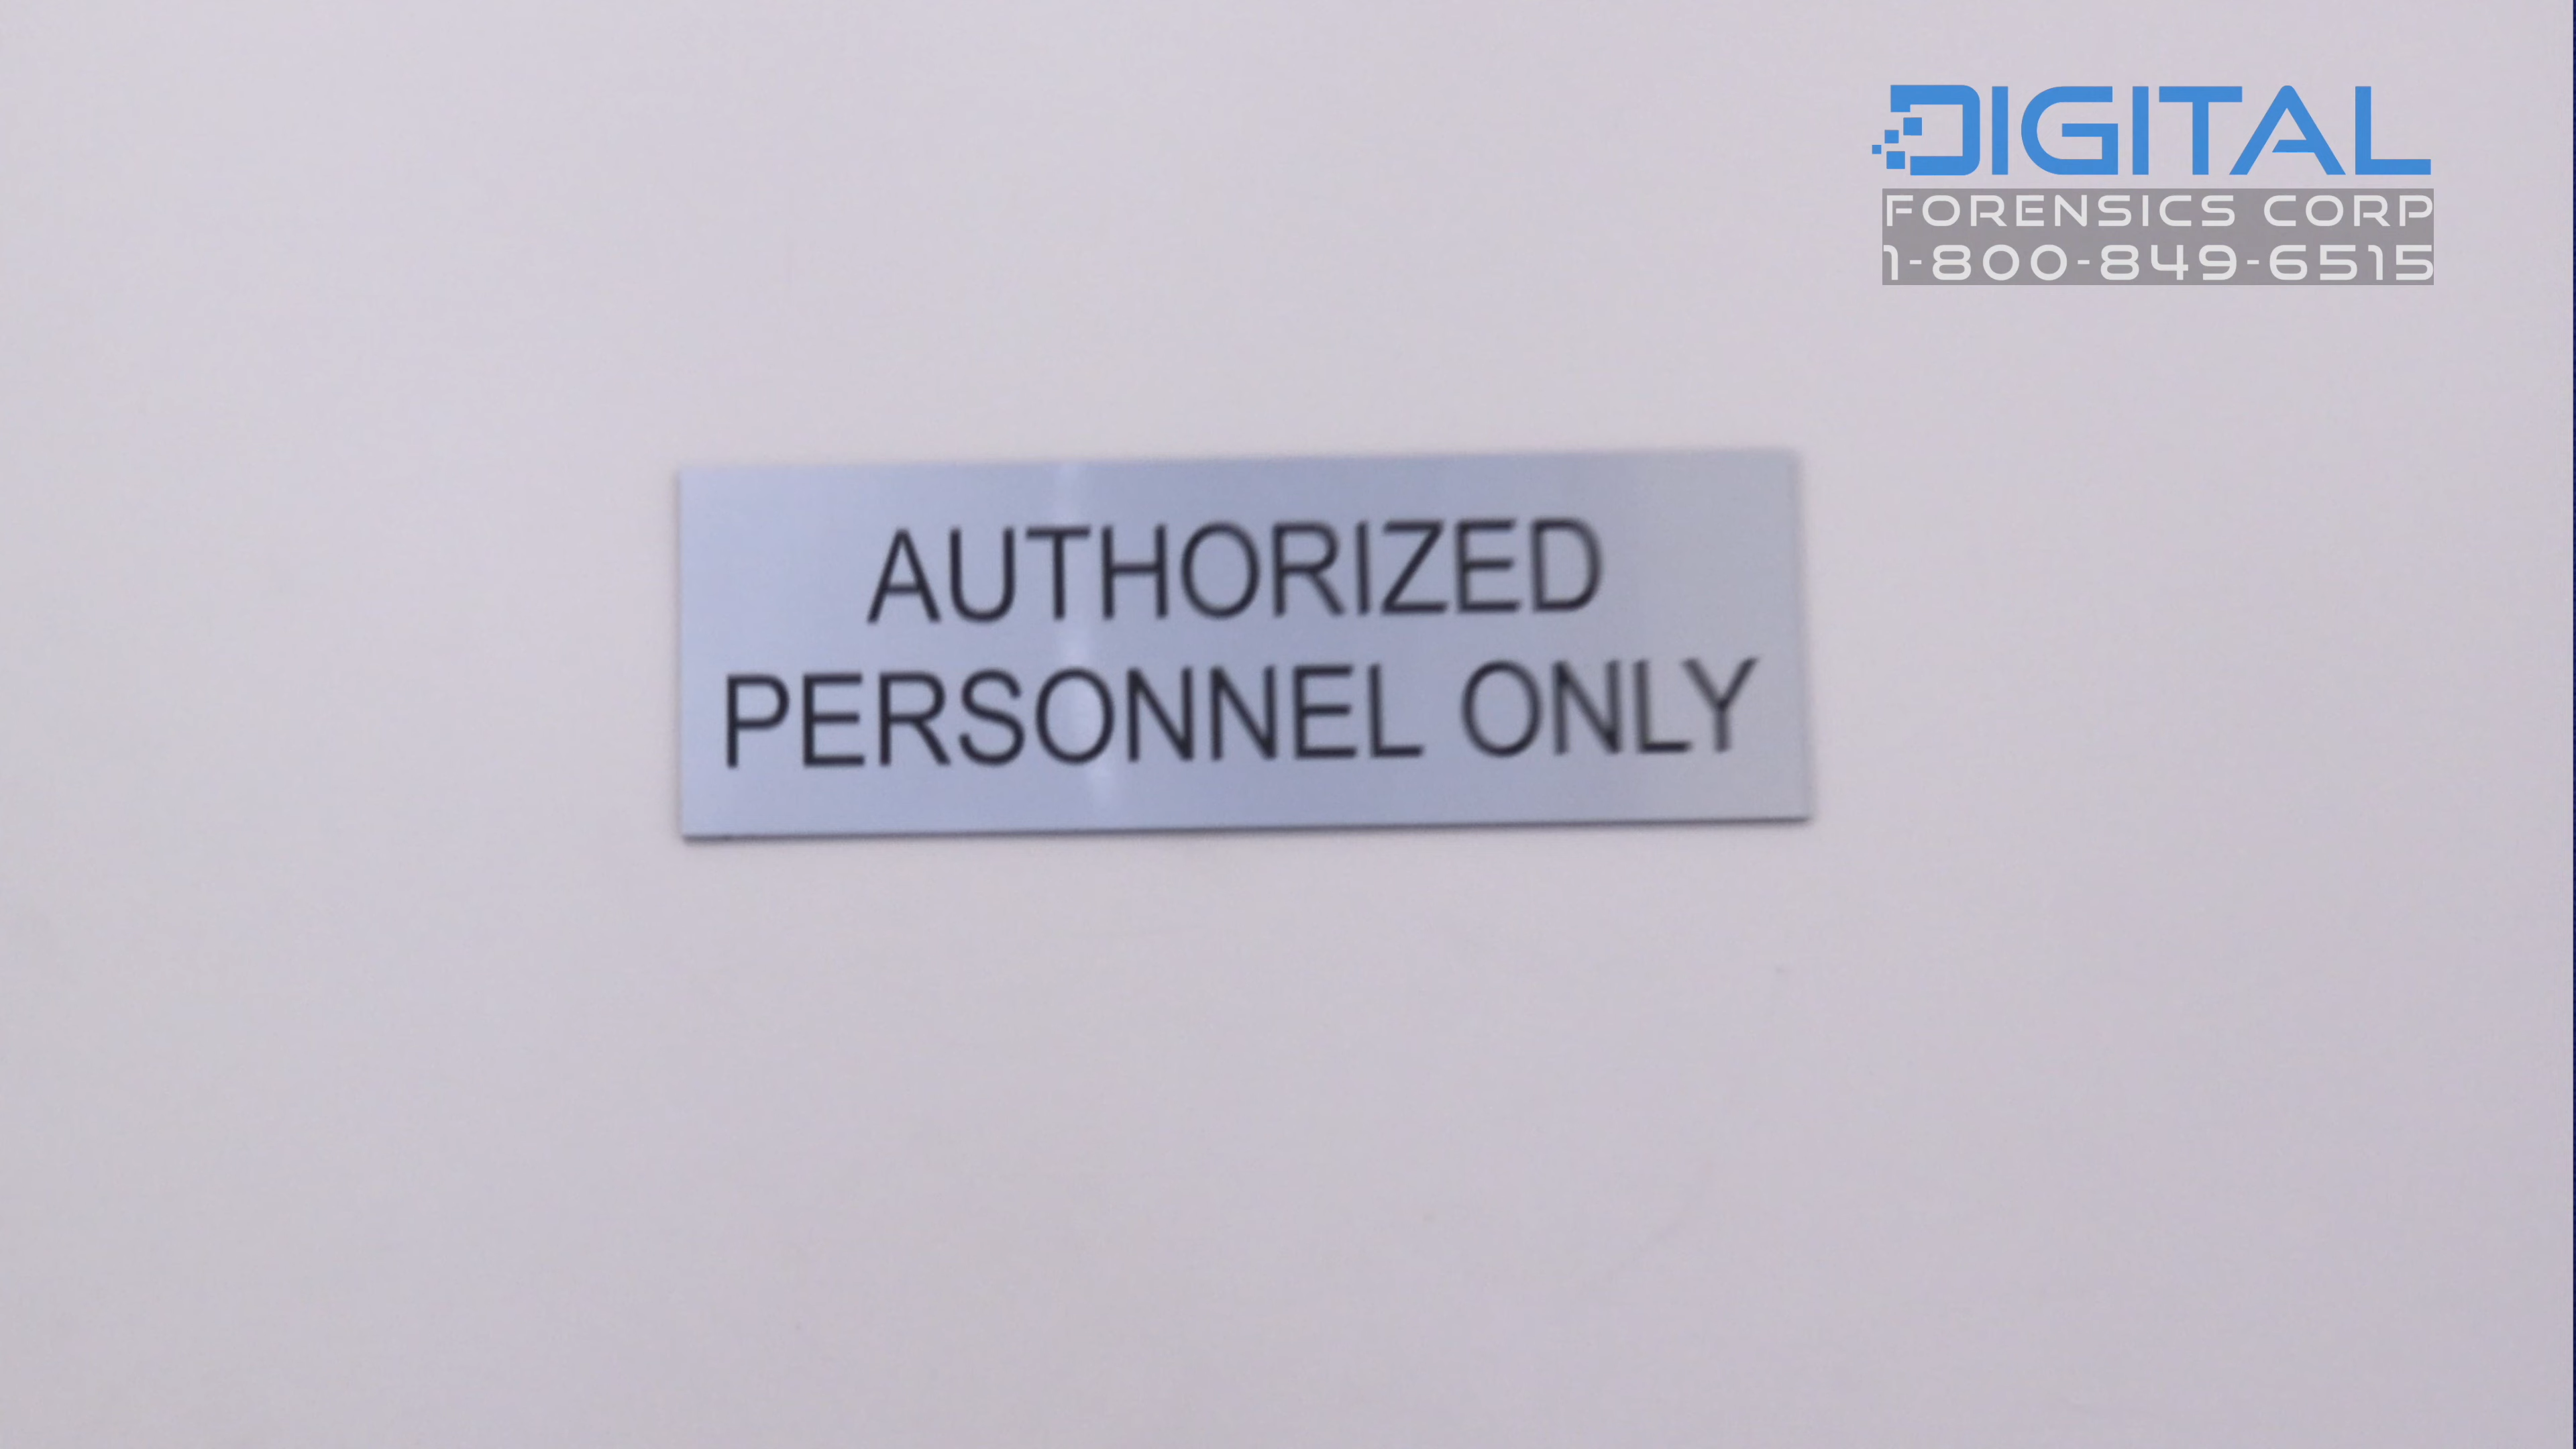 DIGITAL
FORENSICS CORP
1-800-849-6515
AUTHORIZED
PERSONNEL ONLY